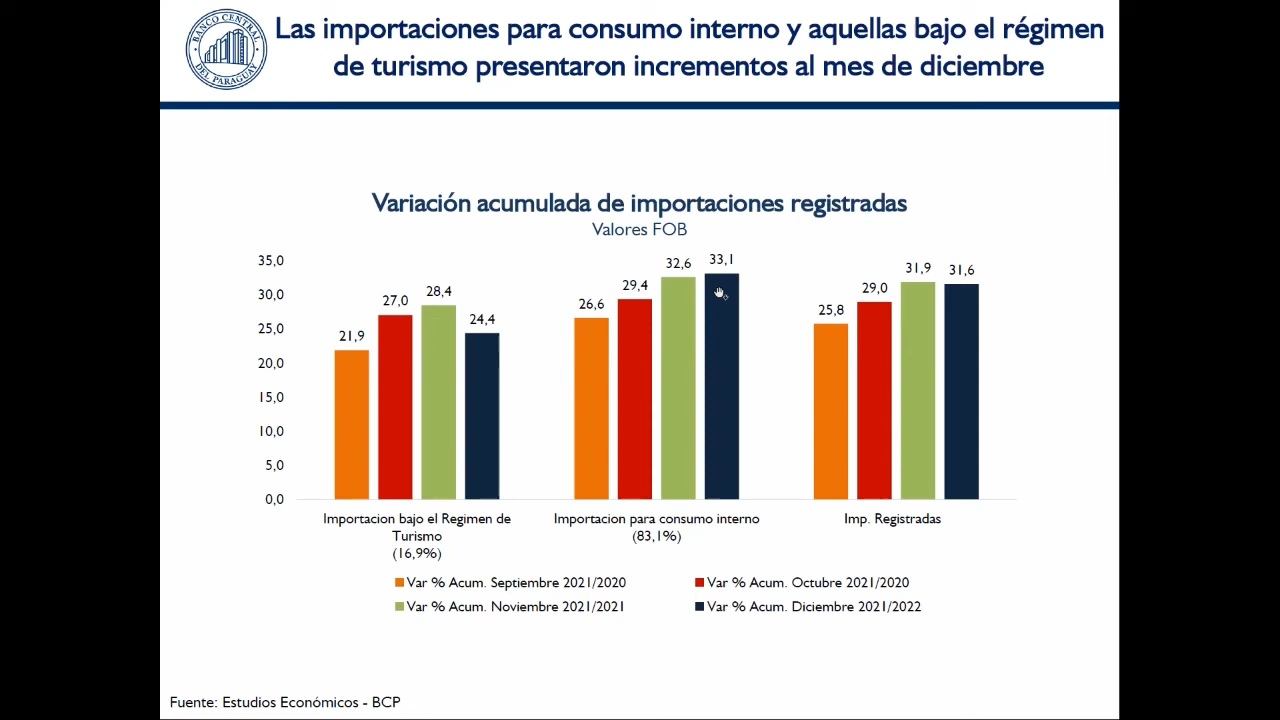 BANCO CENTRAL
DEL PARAGUAY
Las importaciones para consumo interno y aquellas bajo el régimen
de turismo presentaron incrementos al mes de diciembre
Variación acumulada de importaciones registradas
Valores FOB
35,0
30,0
25,0
20,0
15,0
10,0
5,0
0,0
21,9
27,0
28,4
24,4
26,6
29,4
32,6
33,1
25,8
29,0
31,9
31,6
Importacion bajo el Regimen de
Turismo
(16,9%)
Importacion para consumo interno
(83,1%)
Imp. Registradas
Var % Acum. Septiembre 2021/2020
Var % Acum. Octubre 2021/2020
Var % Acum. Noviembre 2021/2021
Var % Acum. Diciembre 2021/2022
Fuente: Estudios Económicos - BCP